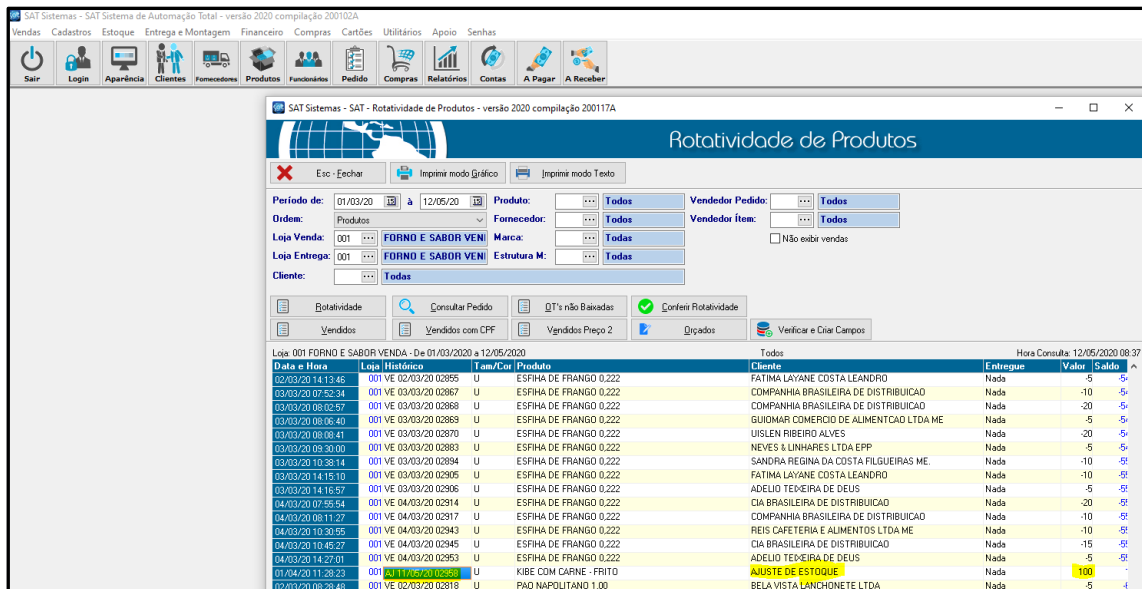 SAT Sistemas - SAT Sistema de Automação Total - versão 2020 compilação 200102A
Vendas Cadastros Estoque Entrega e Montagem Financeiro Compras Cartões Utilitários Apoio Senhas
Sair Login Aparência Clientes Fornecedores Produtos Funcionários Pedido Compras Relatórios Contas A Pagar A Receber
SAT Sistemas - SAT - Rotatividade de Produtos - versão 2020 compilação 200117A
Rotatividade de Produtos
Esc - Fechar Imprimir modo Gráfico Imprimir modo Texto
Período de: 01/03/20 15 à 12/05/20 15 Produto: ... Todos Vendedor Pedido: ... Todos
Ordem: Produtos Fornecedor: ... Todos Vendedor Ítem: ... Todos
Loja Venda: 001 ... FORNO E SABOR VENI Marca: ... Todas Não exibir vendas
Loja Entrega: 001 ... FORNO E SABOR VENI Estrutura M: ... Todas
Cliente: ... Todas
Rotatividade Consultar Pedido OT's não Baixadas Conferir Rotatividade
Vendidos Vendidos com CPF Vendidos Preço 2 Orçados Verificar e Criar Campos
Loja: 001 FORNO E SABOR VENDA - De 01/03/2020 a 12/05/2020 Todos Hora Consulta: 12/05/2020 08:37
Data e Hora Loja Histórico Tam/Cor Produto Cliente Entregue Valor Saldo
02/03/20 14:13:46 001 VE 02/03/20 02855 U ESFIHA DE FRANGO 0,222 FATIMA LAYANE COSTA LEANDRO Nada -5
03/03/20 07:52:34 001 VE 03/03/20 02867 U ESFIHA DE FRANGO 0,222 COMPANHIA BRASILEIRA DE DISTRIBUICAO Nada -10
03/03/20 08:02:57 001 VE 03/03/20 02868 U ESFIHA DE FRANGO 0,222 COMPANHIA BRASILEIRA DE DISTRIBUICAO Nada -20
03/03/20 08:06:40 001 VE 03/03/20 02869 U ESFIHA DE FRANGO 0,222 GUIOMAR COMERCIO DE ALIMENTCAO LTDA ME Nada -5
03/03/20 08:08:41 001 VE 03/03/20 02870 U ESFIHA DE FRANGO 0,222 UISLEN RIBEIRO ALVES Nada -20
03/03/20 09:30:00 001 VE 03/03/20 02883 U ESFIHA DE FRANGO 0,222 NEVES & LINHARES LTDA EPP Nada -5
03/03/20 10:38:14 001 VE 03/03/20 02894 U ESFIHA DE FRANGO 0,222 SANDRA REGINA DA COSTA FILGUEIRAS ME. Nada -10
03/03/20 14:15:10 001 VE 03/03/20 02905 U ESFIHA DE FRANGO 0,222 FATIMA LAYANE COSTA LEANDRO Nada -10
03/03/20 14:16:57 001 VE 03/03/20 02906 U ESFIHA DE FRANGO 0,222 ADELIO TEIXEIRA DE DEUS Nada -5
04/03/20 07:55:54 001 VE 04/03/20 02914 U ESFIHA DE FRANGO 0,222 CIA BRASILEIRA DE DISTRIBUICAO Nada -20
04/03/20 08:11:27 001 VE 04/03/20 02917 U ESFIHA DE FRANGO 0,222 COMPANHIA BRASILEIRA DE DISTRIBUICAO Nada -10
04/03/20 10:30:55 001 VE 04/03/20 02943 U ESFIHA DE FRANGO 0,222 REIS CAFETERIA E ALIMENTOS LTDA ME Nada -10
04/03/20 10:45:27 001 VE 04/03/20 02945 U ESFIHA DE FRANGO 0,222 CIA BRASILEIRA DE DISTRIBUICAO Nada -15
04/03/20 14:27:01 001 VE 04/03/20 02953 U ESFIHA DE FRANGO 0,222 ADELIO TEIXEIRA DE DEUS Nada -5
01/04/20 11:28:23 001 AJ 11/05/20 02958 U KIBE COM CARNE - FRITO AJUSTE DE ESTOQUE Nada 100
02/03/20 08:28:48 001 VE 02/03/20 02818 U PAO NAPOLITANO 1.00 BELA VISTA LANCHONETE LTDA Nada -5